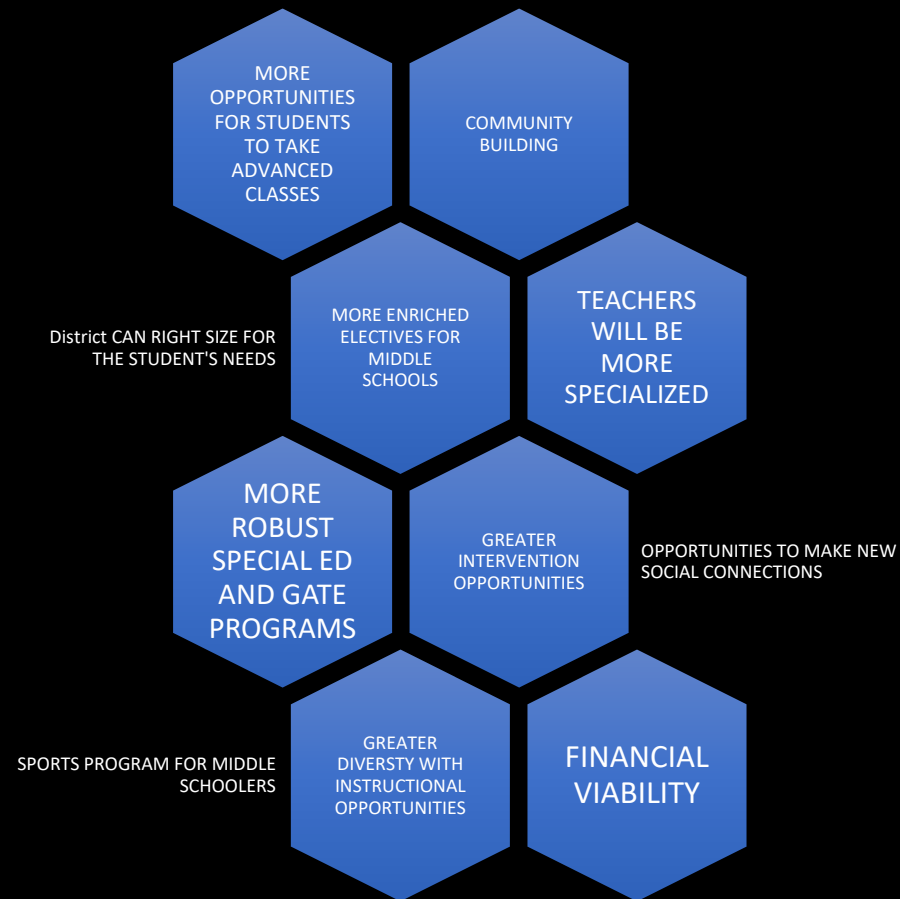 MORE
OPPORTUNITIES
FOR STUDENTS
TO TAKE
ADVANCED
CLASSES
COMMUNITY
BUILDING
District CAN RIGHT SIZE FOR
THE STUDENT'S NEEDS
MORE ENRICHED
ELECTIVES FOR
MIDDLE
SCHOOLS
TEACHERS
WILL BE
MORE
SPECIALIZED
MORE
ROBUST
SPECIAL ED
AND GATE
PROGRAMS
GREATER
INTERVENTION
OPPORTUNITIES
OPPORTUNITIES TO MAKE NEW
SOCIAL CONNECTIONS
SPORTS PROGRAM FOR MIDDLE
SCHOOLERS
GREATER
DIVERSTY WITH
INSTRUCTIONAL
OPPORTUNITIES
FINANCIAL
VIABILITY